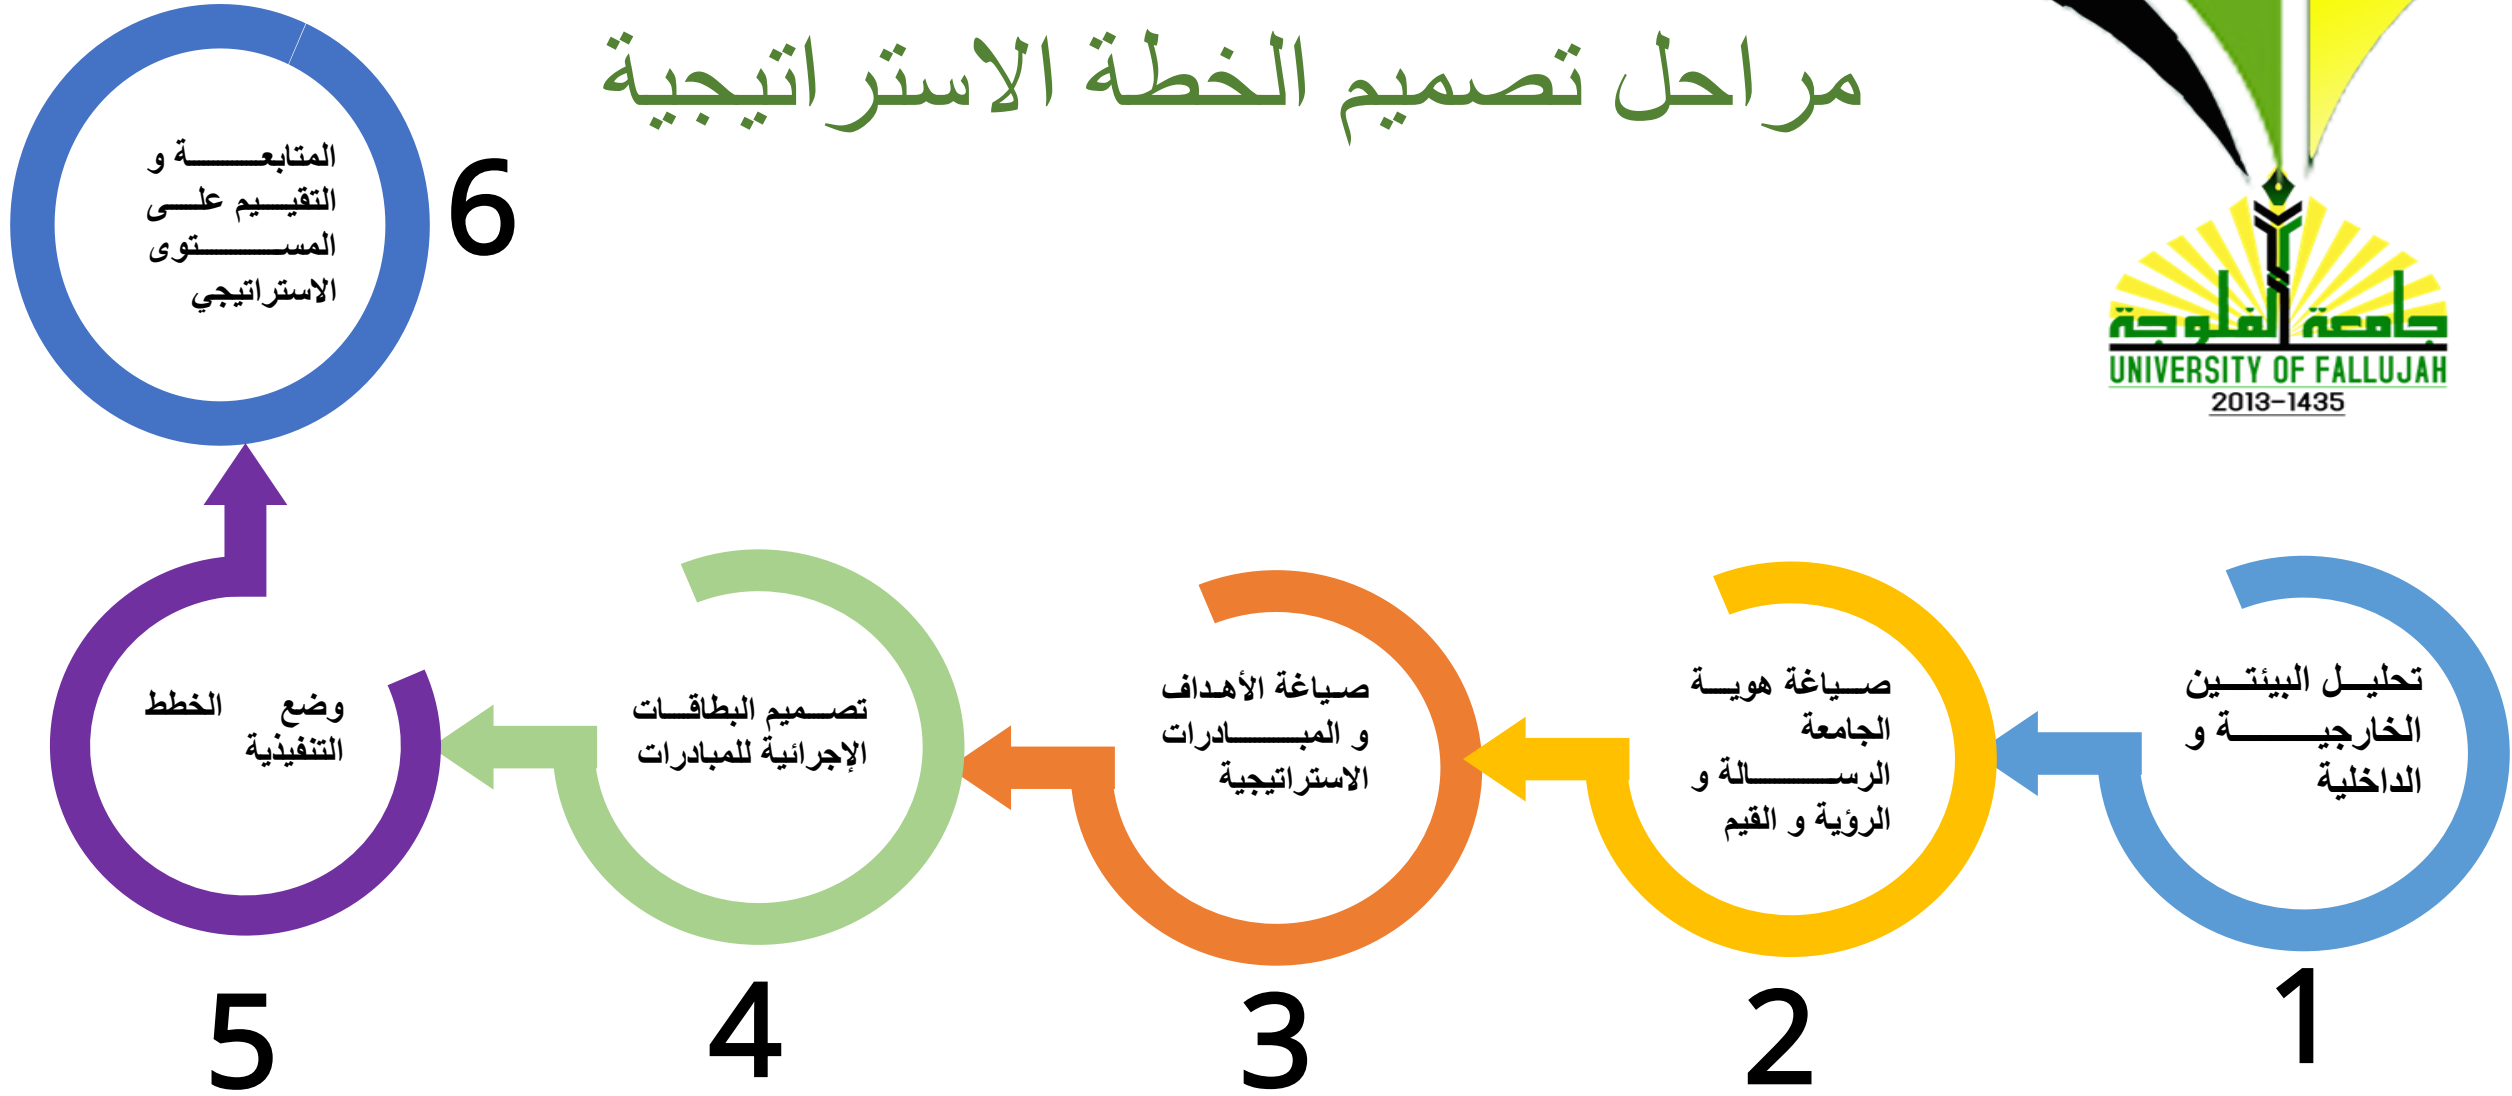 مراحل تصميم الخطة الاستراتيجية
جامعة الفلوجة
UNIVERSITY OF FALLUJAH
2013-1435
تحليل البيئتين
الخارجية و
الداخلية
1
صياغة هوية
الجامعة
الرسالة و
الرؤية و القيم
2
صياغة الأهداف
و المبادرات
الاستراتيجية
3
تصميم البطاقات
الإجرائية للمبادرات
4
وضع الخطط
التنفيذية
5
المتابعة و
التقييم على
المستوى
الاستراتيجي
6